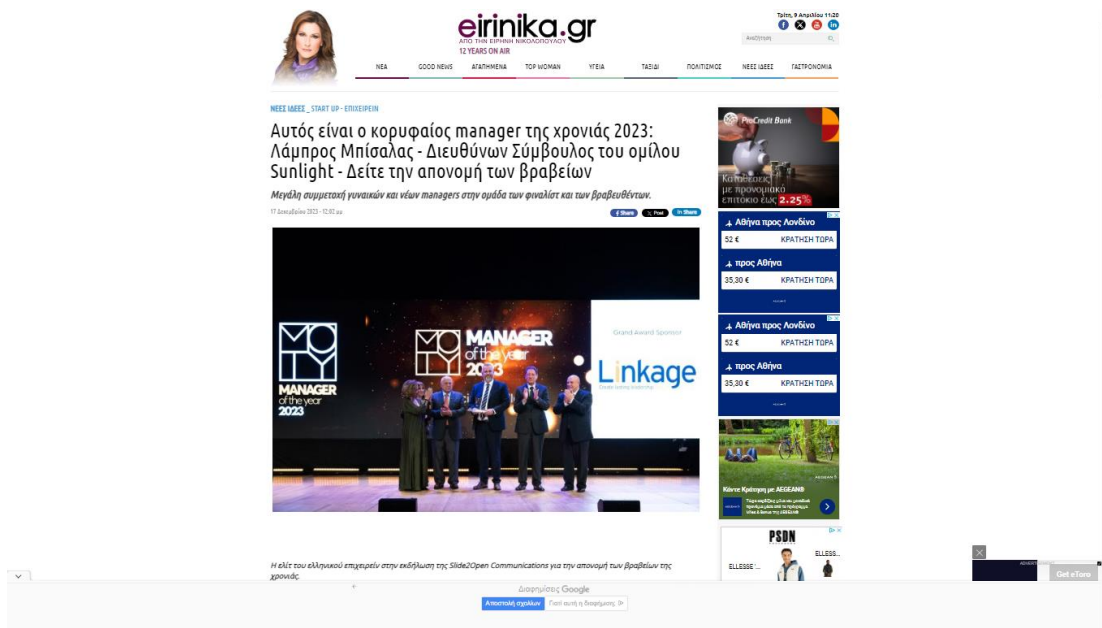 eirinika.gr
ΑΠΟ ΤΗΝ ΕΙΡΗΝΗ ΝΙΚΟΛΟΠΟΥΛΟΥ
12 YEARS ON AIR
Τρίτη, 9 Απριλίου 11:20
Αναζήτηση
ΝΕΑ GOOD NEWS ΑΓΑΠΗΜΕΝΑ TOP WOMAN ΥΓΕΙΑ ΤΑΞΙΔΙ ΠΟΛΙΤΙΣΜΟΣ ΝΕΕΣ ΙΔΕΕΣ ΓΑΣΤΡΟΝΟΜΙΑ
ΝΕΕΣ ΙΔΕΕΣ _ START UP - ΕΠΙΧΕΙΡΕΙΝ
Αυτός είναι ο κορυφαίος manager της χρονιάς 2023:
Λάμπρος Μπίσαλας - Διευθύνων Σύμβουλος του ομίλου
Sunlight - Δείτε την απονομή των βραβείων
Μεγάλη συμμετοχή γυναικών και νέων managers στην ομάδα των φιναλίστ και των βραβευθέντων.
17 Δεκεμβρίου 2023 - 12:02 μμ
Share Post Share
MOTY
MANAGER
of the year
2023
MOTY MANAGER
of the year
2023
Grand Award Sponsor
Linkage
Η ελίτ του ελληνικού επιχειρείν στην εκδήλωση της Slide2Open Communications για την απονομή των βραβείων της
χρονιάς.
ProCredit Bank
Καταθέσεις
με προνομιακό
επιτόκιο έως 2.25%
Αθήνα προς Λονδίνο
52 € ΚΡΑΤΗΣΗ ΤΩΡΑ
προς Αθήνα
35,30 € ΚΡΑΤΗΣΗ ΤΩΡΑ
Αθήνα προς Λονδίνο
52 € ΚΡΑΤΗΣΗ ΤΩΡΑ
προς Αθήνα
35,30 € ΚΡΑΤΗΣΗ ΤΩΡΑ
AEGEAN
Κάντε Κράτηση με AEGEAN®
PSDN
ELLESSE '...
ELLESS...
Get eToro
Διαφημίσεις Google
Αποστολή σχολίων Γιατί αυτή η διαφήμιση;